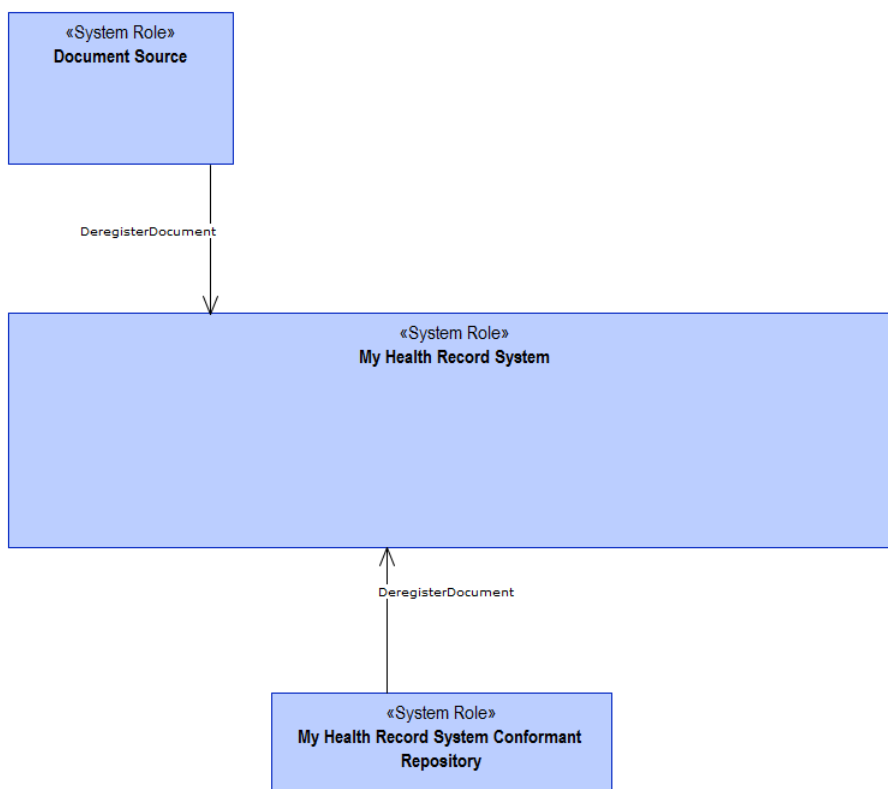 «System Role»
Document Source
DeregisterDocument
«System Role»
My Health Record System
DeregisterDocument
«System Role»
My Health Record System Conformant
Repository